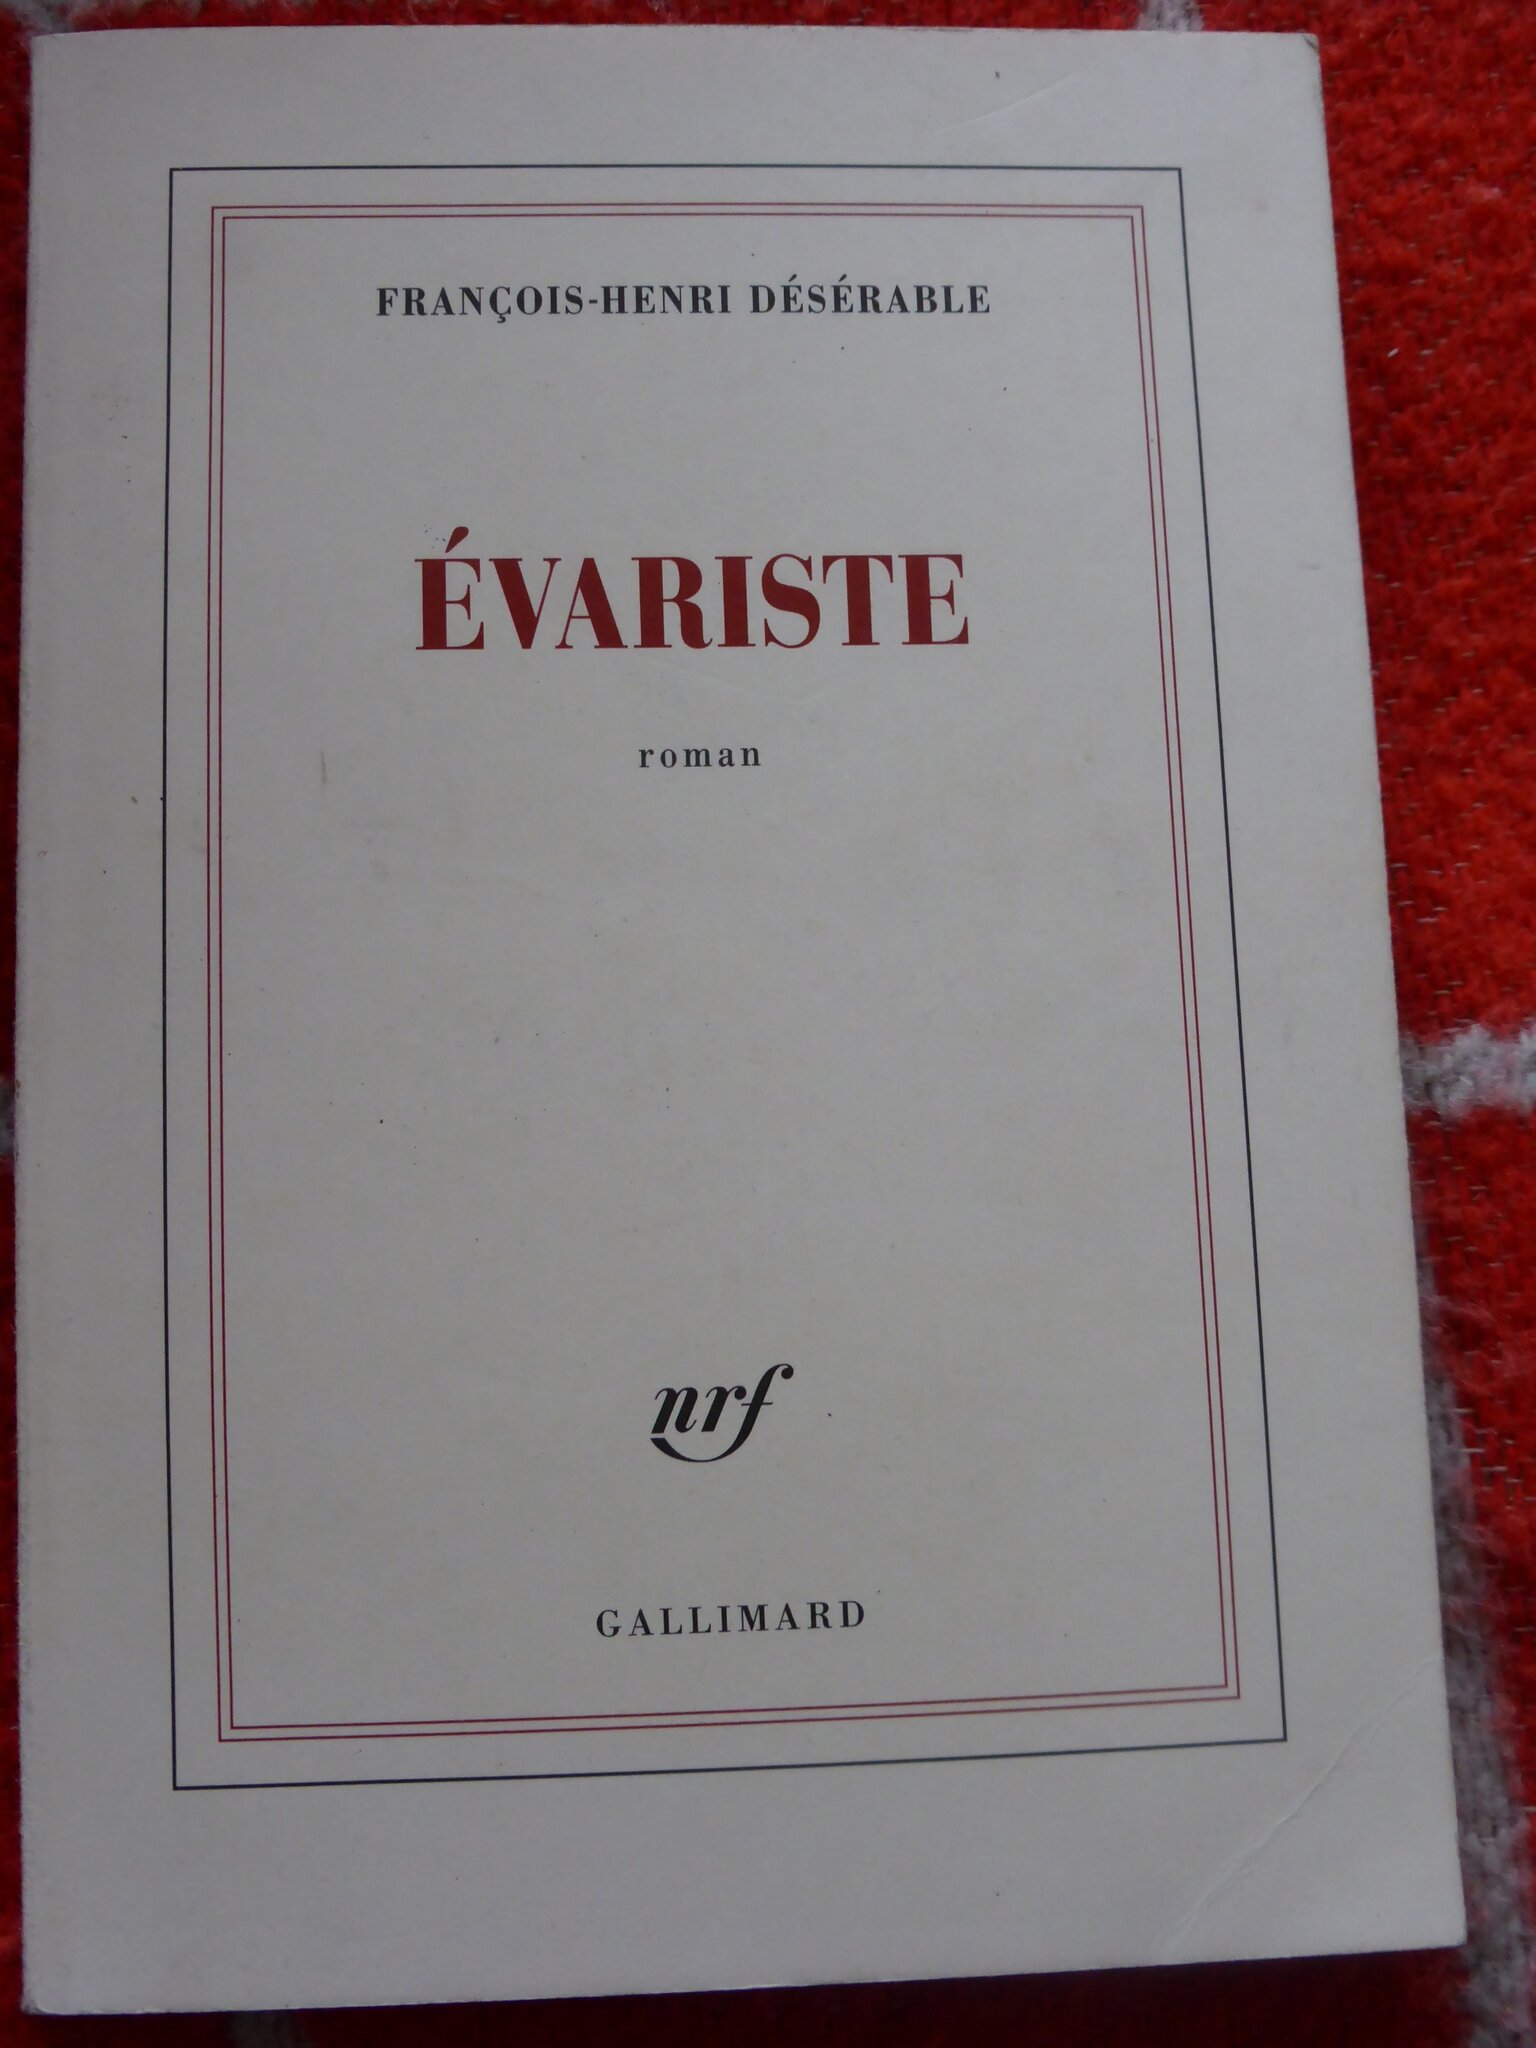 FRANÇOIS-HENRI DÉSÉRABLE
ÉVARISTE
roman
nrf
GALLIMARD